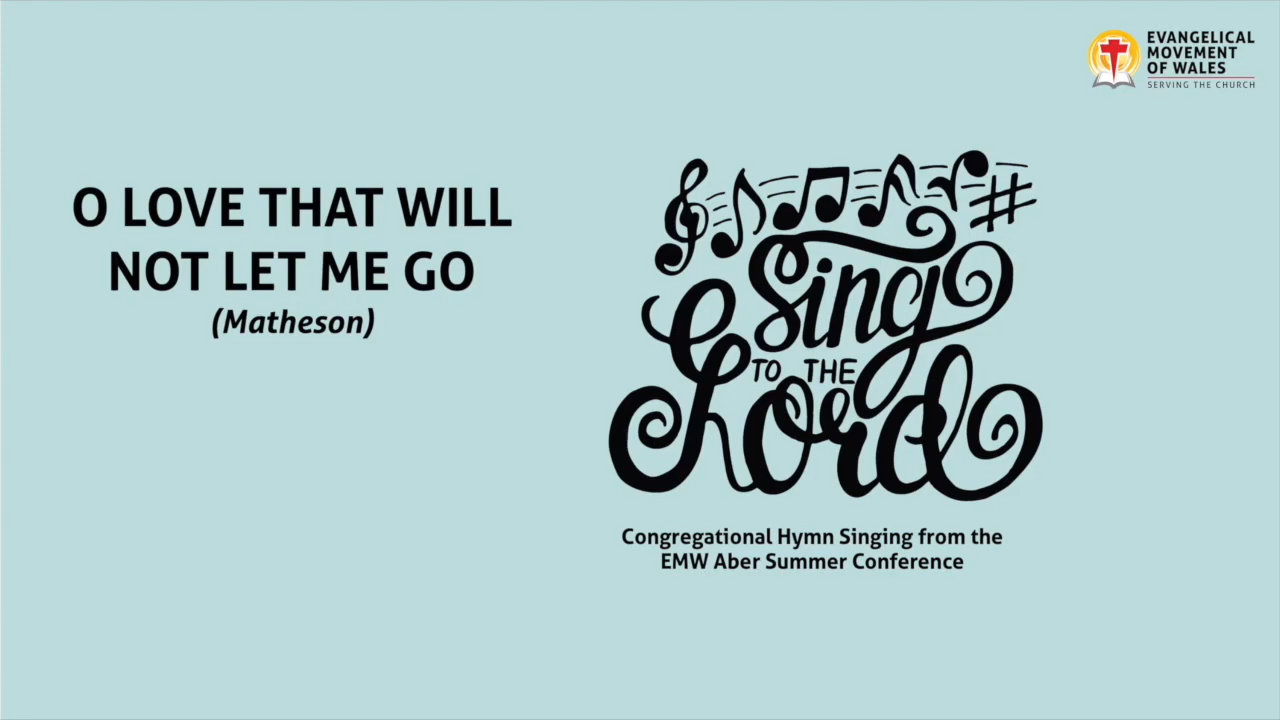 EVANGELICAL
MOVEMENT
OF WALES
SERVING THE CHURCH
O LOVE THAT WILL
NOT LET ME GO
(Matheson)
Sing
TO THE
Lord
Congregational Hymn Singing from the
EMW Aber Summer Conference